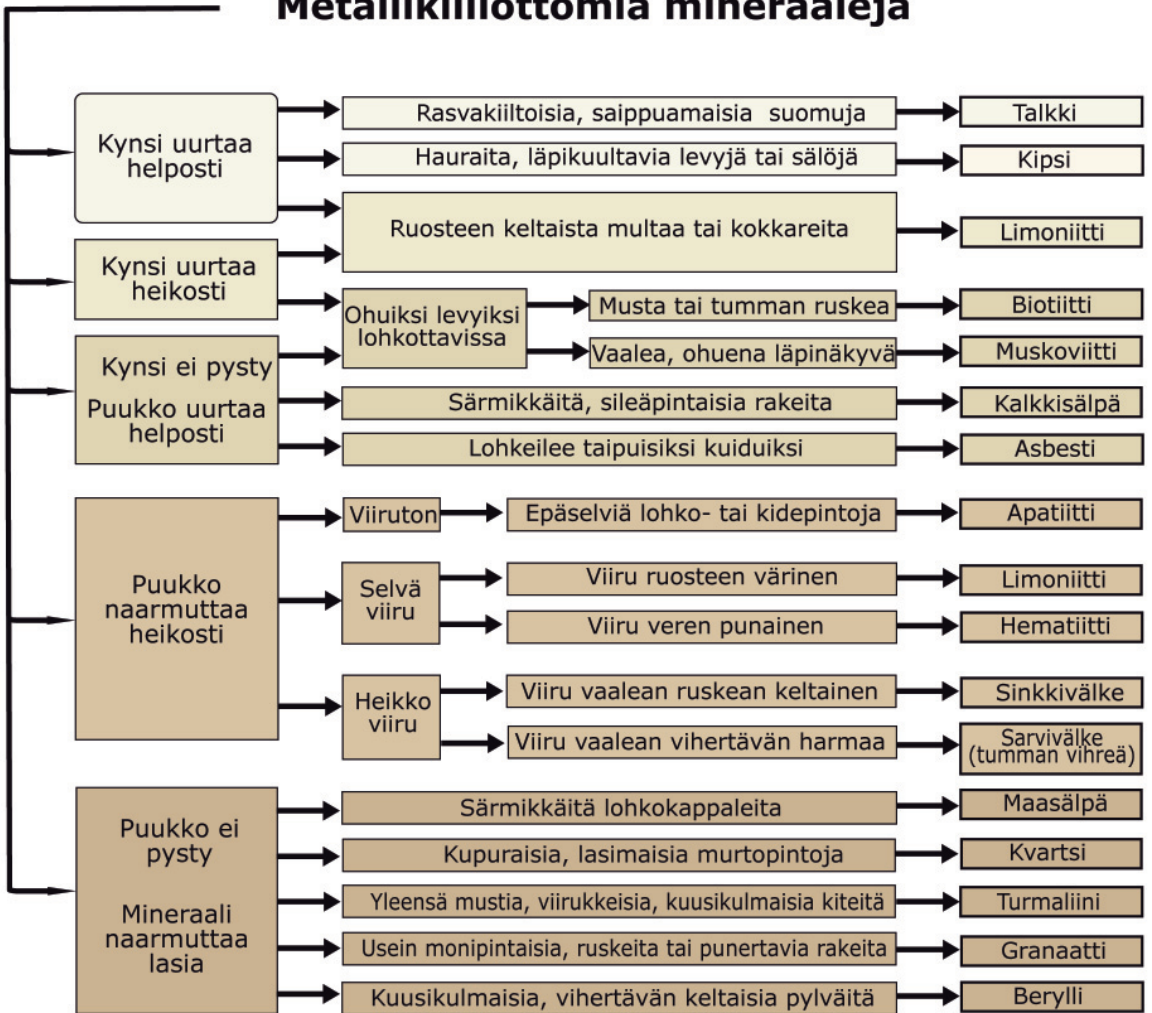 Metallikiillottomia mineraaleja
Kynsi uurtaa
helposti
Rasvakiiltoisia, saippuamaisia suomuja
Talkki
Hauraita, läpikuultavia levyjä tai sälöjä
Kipsi
Ruosteen keltaista multaa tai kokkareita
Limoniitti
Kynsi uurtaa
heikosti
Ohuiksi levyiksi
lohkottavissa
Musta tai tumman ruskea
Biotiitti
Vaalea, ohuena läpinäkyvä
Muskoviitti
Kynsi ei pysty
Puukko uurtaa
helposti
Särmikkäitä, sileäpintaisia rakeita
Kalkkisälpä
Lohkeilee taipuisiksi kuiduiksi
Asbesti
Puukko
naarmuttaa
heikosti
Viiruton
Epäselviä lohko- tai kidepintoja
Apatiitti
Selvä
viiru
Viiru ruosteen värinen
Limoniitti
Viiru veren punainen
Hematiitti
Heikko
viiru
Viiru vaalean ruskean keltainen
Sinkkivälke
Viiru vaalean vihertävän harmaa
Sarvivälke
(tumman vihreä)
Puukko ei
pysty
Mineraali
naarmuttaa
lasia
Särmikkäitä lohkokappaleita
Maasälpä
Kupuraisia, lasimaisia murtopintoja
Kvartsi
Yleensä mustia, viirukkeisia, kuusikulmaisia kiteitä
Turmaliini
Usein monipintaisia, ruskeita tai punertavia rakeita
Granaatti
Kuusikulmaisia, vihertävän keltaisia pylväitä
Berylli